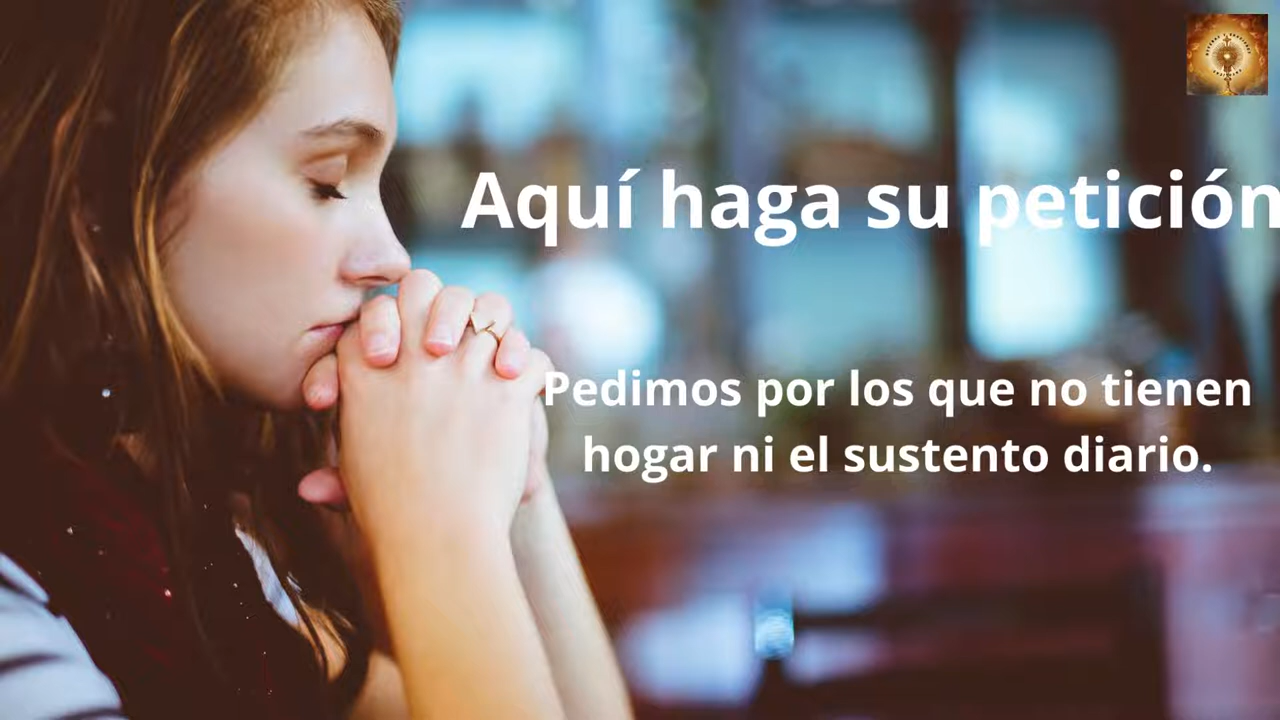 Aquí haga su petición
Pedimos por los que no tienen
hogar ni el sustento diario.